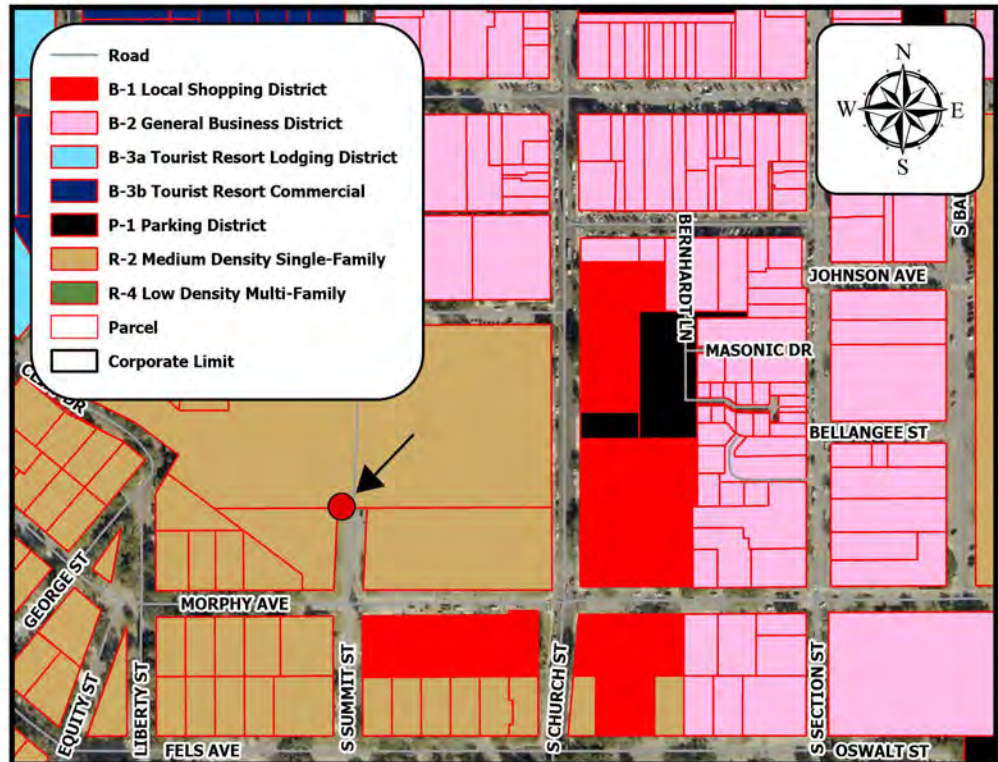 Road
B-1 Local Shopping District
B-2 General Business District
B-3a Tourist Resort Lodging District
B-3b Tourist Resort Commercial
P-1 Parking District
R-2 Medium Density Single-Family
R-4 Low Density Multi-Family
Parcel
Corporate Limit
N
W E
S
S BA
BERNHARDT LN
JOHNSON AVE
MASONIC DR
BELLANGEE ST
GEORGE ST
MORPHY AVE
EQUITY ST
LIBERTY ST
S SUMMIT ST
S CHURCH ST
S SECTION ST
FELS AVE
OSWALT ST